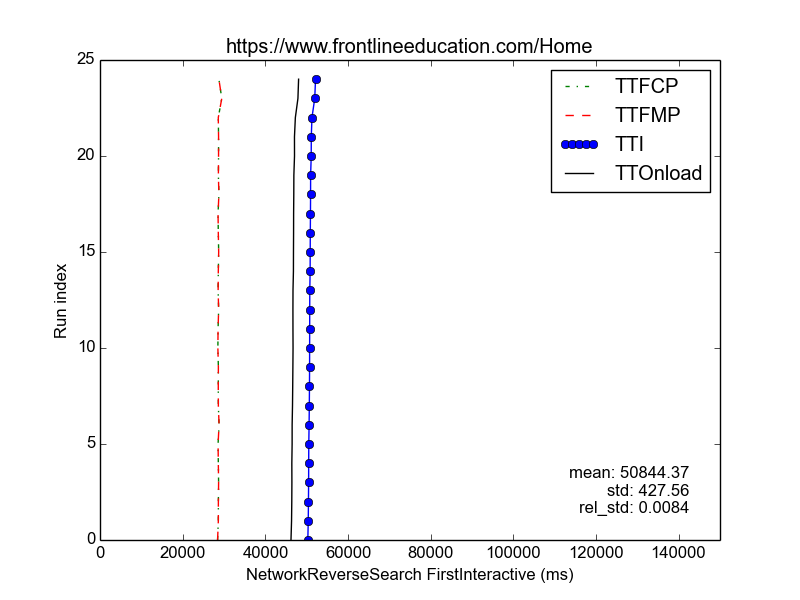 https://www.frontlineeducation.com/Home
25
20
15
10
5
0
Run index
TTFCP
TTFMP
TTI
TTOnload
mean: 50844.37
std: 427.56
rel_std: 0.0084
0 20000 40000 60000 80000 100000 120000 140000
NetworkReverseSearch FirstInteractive (ms)